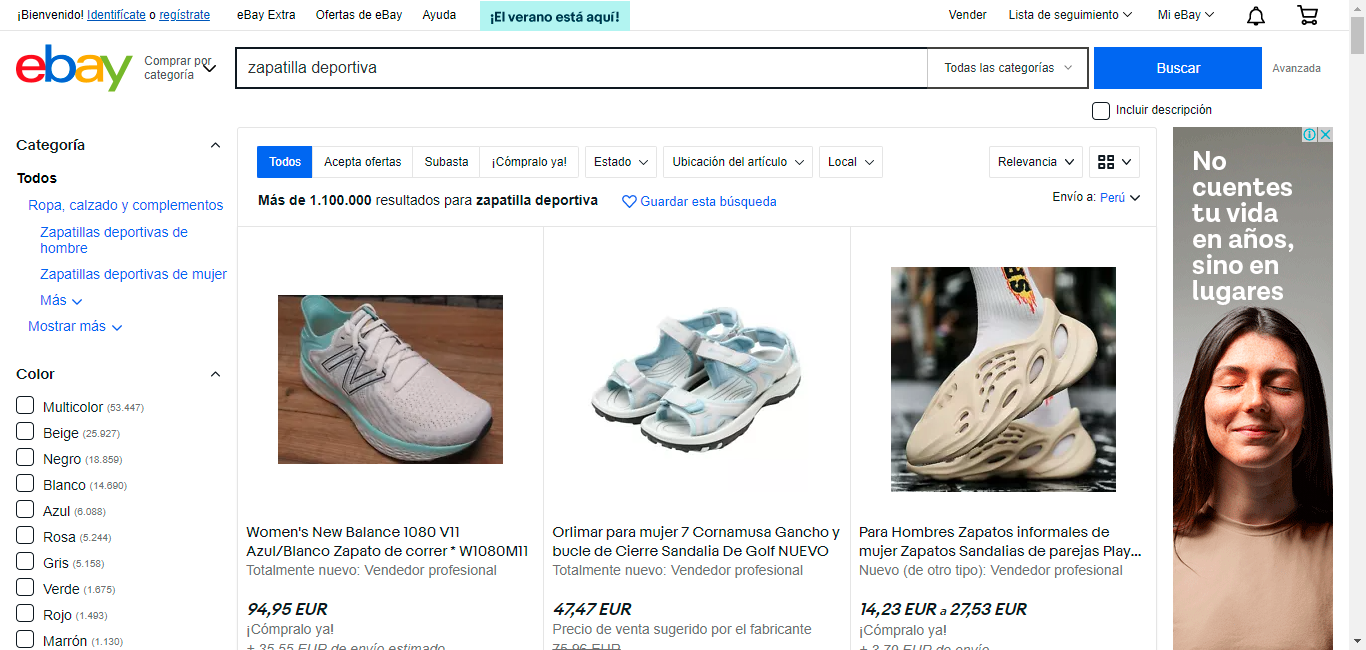 ¡Bienvenido! Identifícate o regístrate
eBay Extra
Ofertas de eBay
Ayuda
¡El verano está aquí!
Vender
Lista de seguimiento
Mi eBay
ebay
Comprar por
categoría
zapatilla deportiva
Todas las categorías
Buscar
Avanzada
Incluir descripción
Categoría
Todos
Ropa, calzado y complementos
Zapatillas deportivas de
hombre
Zapatillas deportivas de mujer
Más
Mostrar más
Color
Multicolor (53.447)
Beige (25.927)
Negro (18.859)
Blanco (14.690)
Azul (6.088)
Rosa (5.244)
Gris (5.158)
Verde (1.675)
Rojo (1.493)
Marrón (1.130)
Todos
Acepta ofertas
Subasta
¡Cómpralo ya!
Estado
Ubicación del artículo
Local
Relevancia
Más de 1.100.000 resultados para zapatilla deportiva
Guardar esta búsqueda
Envío a: Perú
Women's New Balance 1080 V11
Azul/Blanco Zapato de correr * W1080M11
Totalmente nuevo: Vendedor profesional
94,95 EUR
¡Cómpralo ya!
+ 35,55 EUR de envío estimado
Orlimar para mujer 7 Cornamusa Gancho y
bucle de Cierre Sandalia De Golf NUEVO
Totalmente nuevo: Vendedor profesional
47,47 EUR
Precio de venta sugerido por el fabricante
75,96 EUR
Para Hombres Zapatos informales de
mujer Zapatos Sandalias de parejas Play...
Nuevo (de otro tipo): Vendedor profesional
14,23 EUR a 27,53 EUR
¡Cómpralo ya!
+ 3,79 EUR de envío
No
cuentes
tu vida
en años,
sino en
lugares